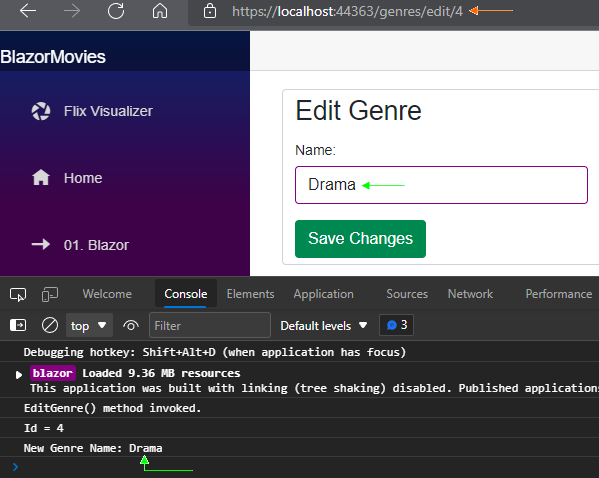 https://localhost:44363/genres/edit/4
BlazorMovies
Flix Visualizer
Home
01. Blazor
Edit Genre
Name:
Drama
Save Changes
Welcome Console Elements Application Sources Network Performance
top Filter Default levels 3
Debugging hotkey: Shift+Alt+D (when application has focus)
blazor Loaded 9.36 MB resources
This application was built with linking (tree shaking) disabled. Published applications
EditGenre() method invoked.
Id = 4
New Genre Name: Drama